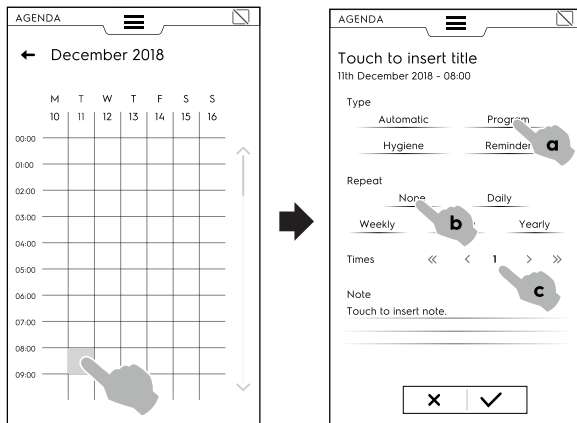 AGENDA
December 2018
M T W T F S S
10 11 12 13 14 15 16
00:00
01:00
02:00
03:00
04:00
05:00
06:00
07:00
08:00
09:00
AGENDA
Touch to insert title
11th December 2018 - 08:00
Type
Automatic Program
Hygiene Reminder
a
Repeat
None Daily
Weekly Yearly
b
Times « < 1 > »
c
Note
Touch to insert note.